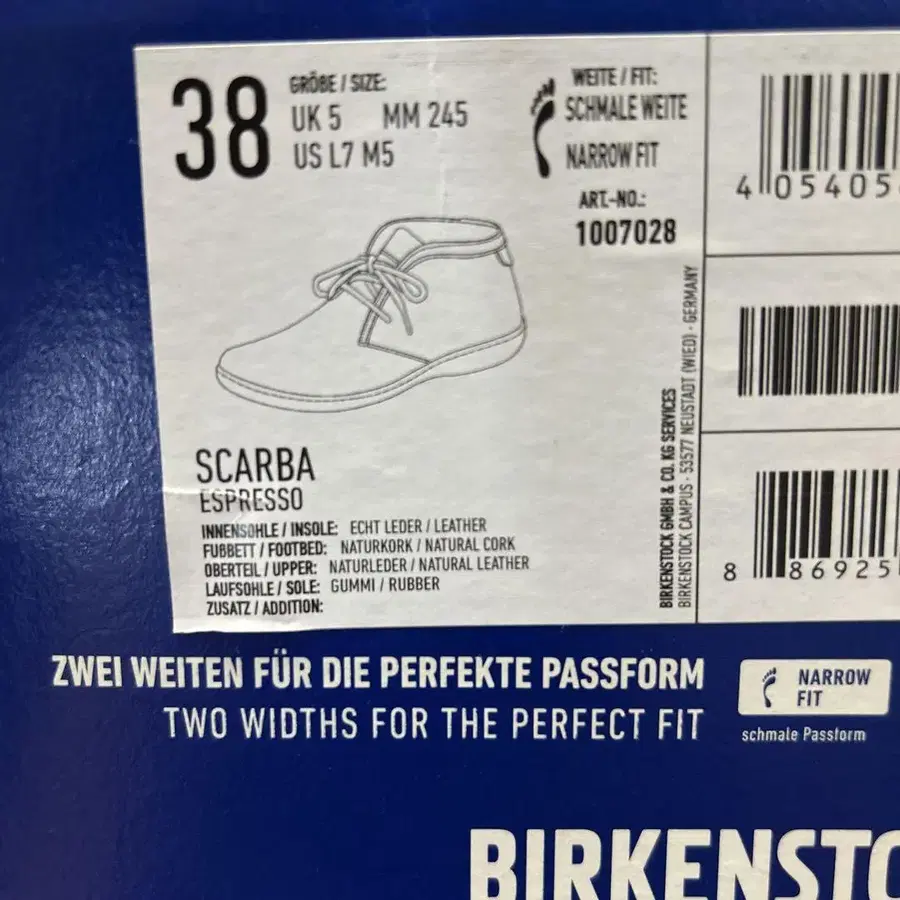 38
GRÖBE / SIZE:
UK 5 MM 245
US L7 M5
WEITE / FIT:
SCHMALE WEITE
NARROW FIT
ART.-NO.:
1007028
4 05405
SCARBA
ESPRESSO
INNENSOHLE / INSOLE: ECHT LEDER / LEATHER
FUßBETT / FOOTBED: NATURKORK / NATURAL CORK
OBERTEIL / UPPER: NATURLEDER / NATURAL LEATHER
LAUFSOHLE / SOLE: GUMMI / RUBBER
ZUSATZ / ADDITION:
BIRKENSTOCK GMBH & CO. KG SERVICES
BIRKENSTOCK CAMPUS · 53577 NEUSTADT (WIED) · GERMANY
8 86925
ZWEI WEITEN FÜR DIE PERFEKTE PASSFORM
TWO WIDTHS FOR THE PERFECT FIT
NARROW
FIT
schmale Passform
BIRKENSTO